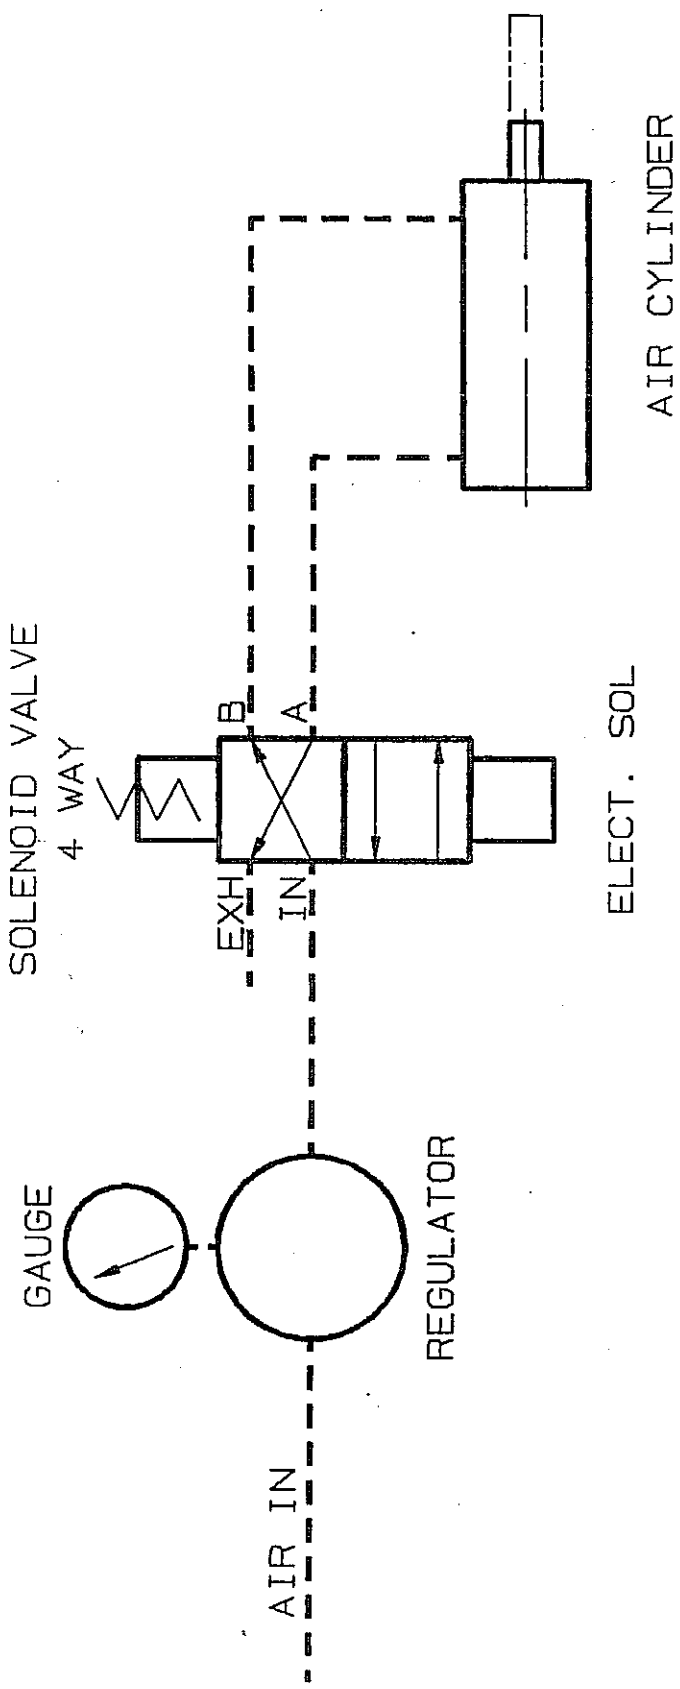 SOLENOID VALVE
4 WAY
GAUGE
AIR IN
EXH
IN
B
A
REGULATOR
ELECT. SOL
AIR CYLINDER